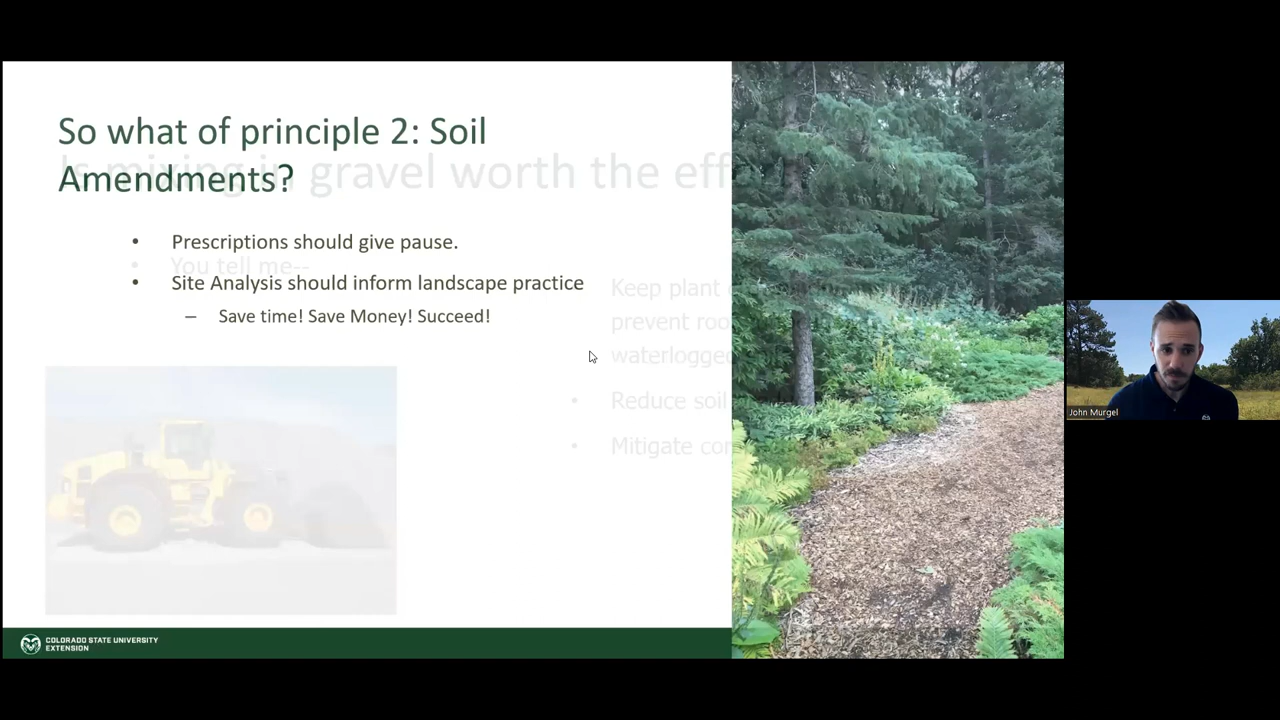 So what of principle 2: Soil
Amendments?
Is mixing in gravel worth the eff
• Prescriptions should give pause.
• You tell me--
• Site Analysis should inform landscape practice
– Save time! Save Money! Succeed!
Keep plant
prevent roo
waterlogged
• Reduce soil
• Mitigate con
COLORADO STATE UNIVERSITY
EXTENSION
John Murgel